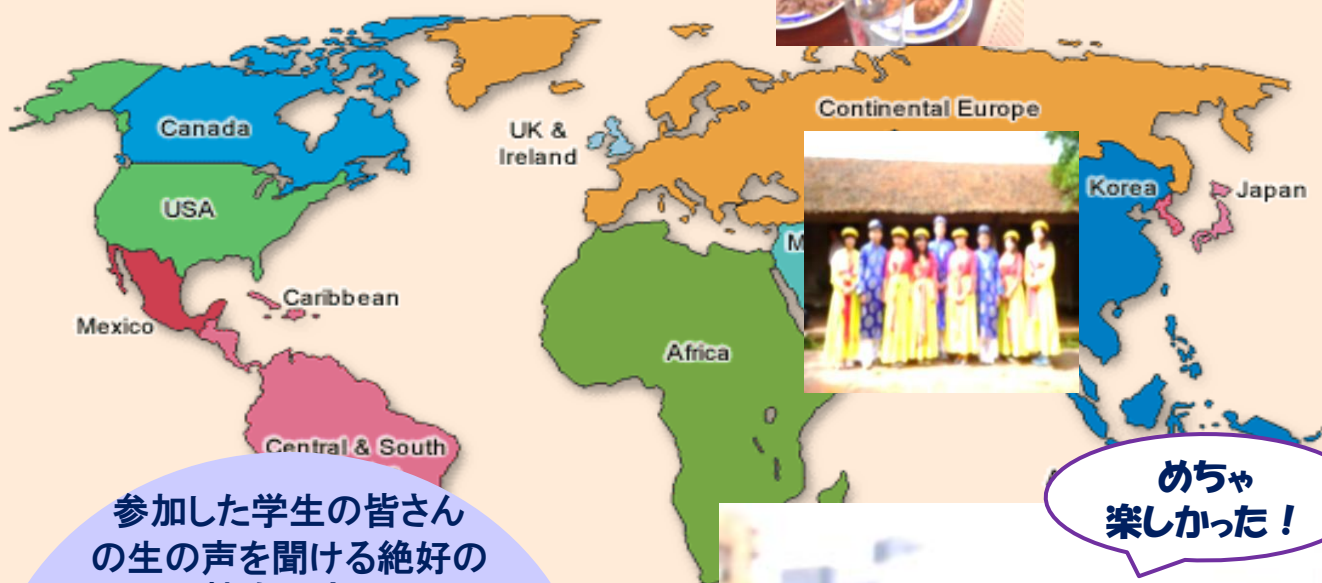 Continental Europe
Canada
UK &
Ireland
Korea
Japan
USA
Caribbean
Mexico
Africa
Central & South
参加した学生の皆さん
の生の声を聞ける絶好の
めちゃ
楽しかった！